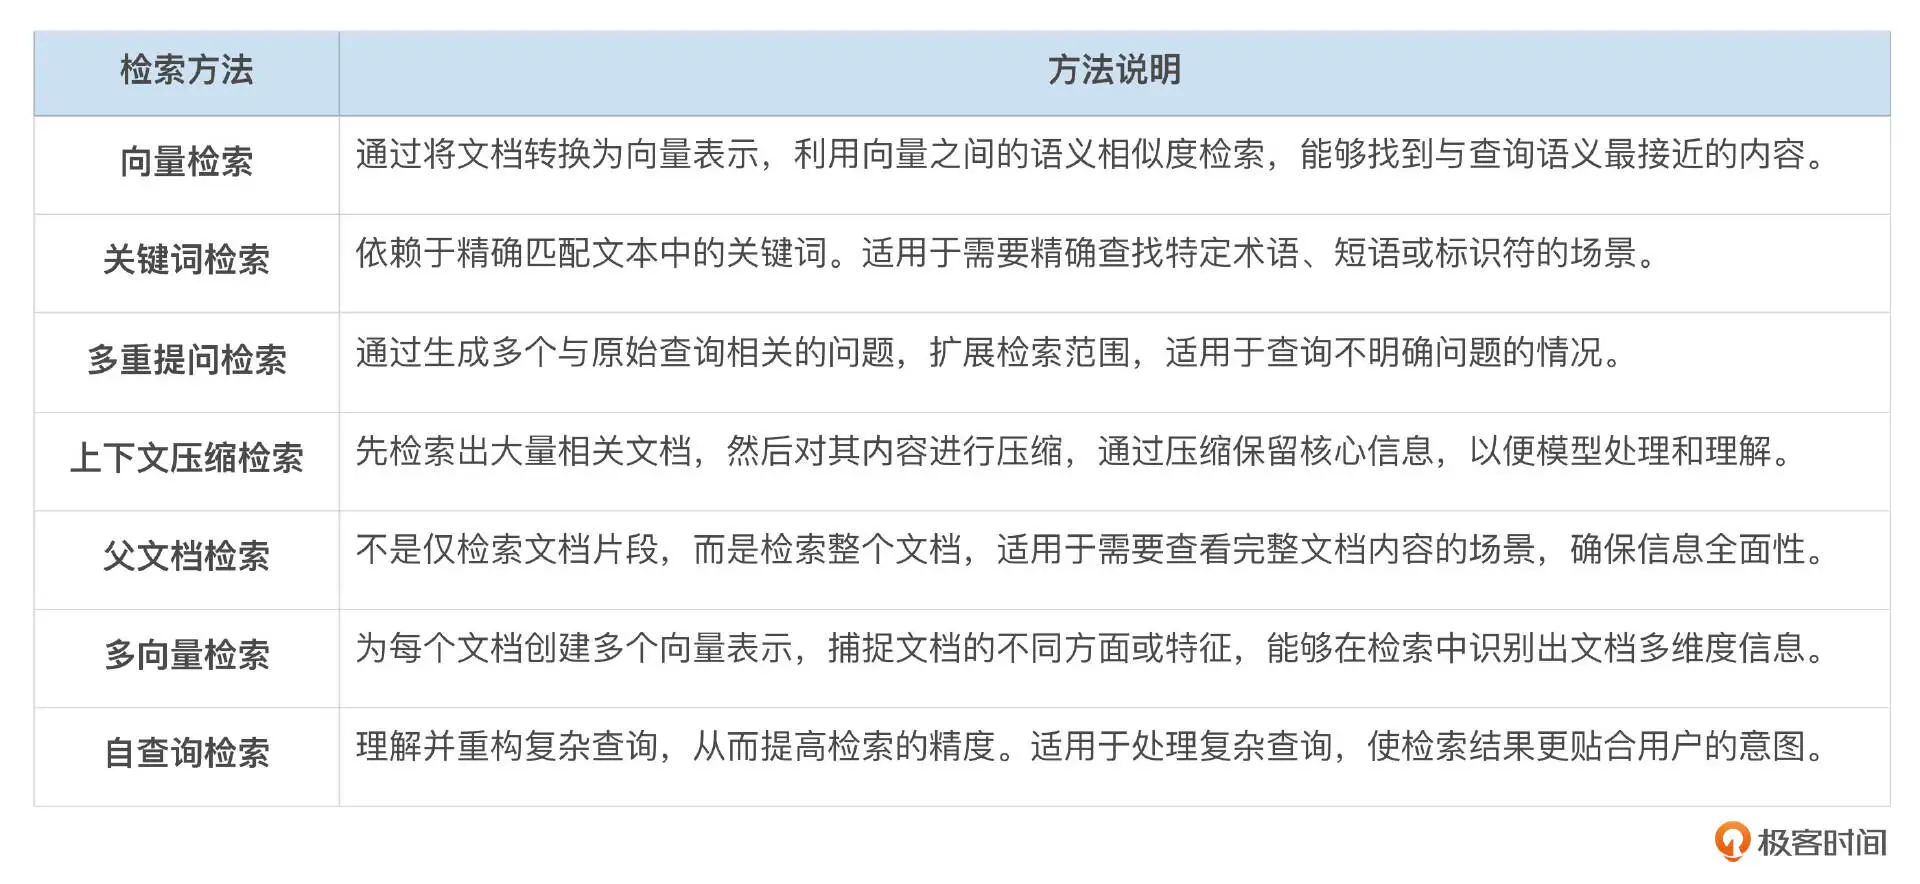 检索方法
方法说明
向量检索
通过将文档转换为向量表示，利用向量之间的语义相似度检索，能够找到与查询语义最接近的内容。
关键词检索
依赖于精确匹配文本中的关键词。适用于需要精确查找特定术语、短语或标识符的场景。
多重提问检索
通过生成多个与原始查询相关的问题，扩展检索范围，适用于查询不明确问题的情况。
上下文压缩检索
先检索出大量相关文档，然后对其内容进行压缩，通过压缩保留核心信息，以便模型处理和理解。
父文档检索
不是仅检索文档片段，而是检索整个文档，适用于需要查看完整文档内容的场景，确保信息全面性。
多向量检索
为每个文档创建多个向量表示，捕捉文档的不同方面或特征，能够在检索中识别出文档多维度信息。
自查询检索
理解并重构复杂查询，从而提高检索的精度。适用于处理复杂查询，使检索结果更贴合用户的意图。
极客时间